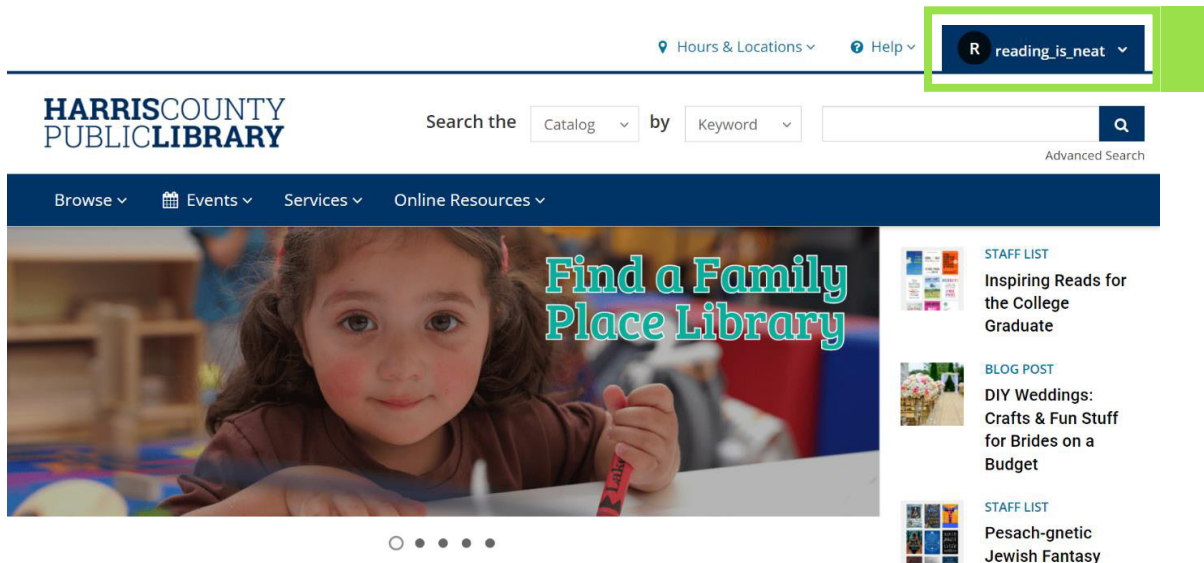 Hours & Locations
Help
R reading_is_neat
HARRISCOUNTY
PUBLICLIBRARY
Search the Catalog by Keyword
Advanced Search
Browse
Events
Services
Online Resources
Find a Family
Place Library
STAFF LIST
Inspiring Reads for
the College
Graduate
BLOG POST
DIY Weddings:
Crafts & Fun Stuff
for Brides on a
Budget
STAFF LIST
Pesach-gnetic
Jewish Fantasy